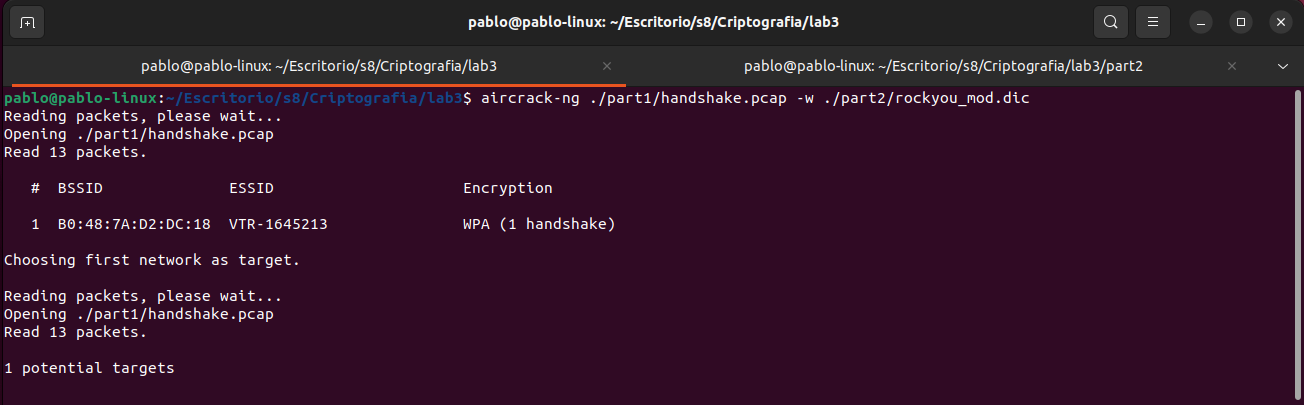 pablo@pablo-linux: ~/Escritorio/s8/Criptografia/lab3
pablo@pablo-linux: ~/Escritorio/s8/Criptografia/lab3
pablo@pablo-linux: ~/Escritorio/s8/Criptografia/lab3/part2
pablo@pablo-linux:~/Escritorio/s8/Criptografia/lab3$ aircrack-ng ./part1/handshake.pcap -w ./part2/rockyou_mod.dic
Reading packets, please wait...
Opening ./part1/handshake.pcap
Read 13 packets.
# BSSID ESSID Encryption
1 B0:48:7A:D2:DC:18 VTR-1645213 WPA (1 handshake)
Choosing first network as target.
Reading packets, please wait...
Opening ./part1/handshake.pcap
Read 13 packets.
1 potential targets